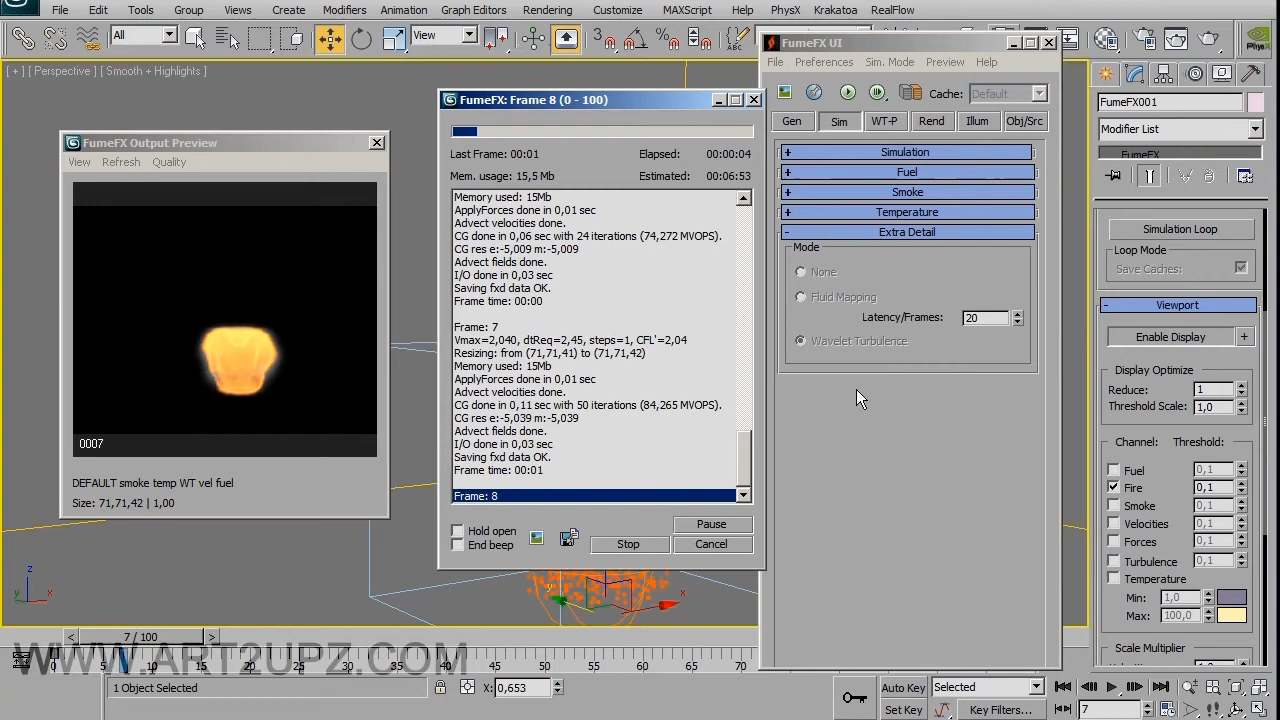 File Edit Tools Group Views Create Modifiers Animation Graph Editors Rendering Customize MAXScript Help PhysX Krakatoa RealFlow
All
View
PhysX
[ + ] [ Perspective ] [ Smooth + Highlights ]
FumeFX Output Preview
View Refresh Quality
0007
DEFAULT smoke temp WT vel fuel
Size: 71,71,42 | 1,00
FumeFX: Frame 8 (0 - 100)
Last Frame: 00:01
Elapsed: 00:00:04
Mem. usage: 15,5 Mb
Estimated: 00:06:53
Memory used: 15Mb
ApplyForces done in 0,01 sec
Advect velocities done.
CG done in 0,06 sec with 24 iterations (74,272 MVOPS).
CG res e:-5,009 m:-5,009
Advect fields done.
I/O done in 0,03 sec
Saving fxd data OK.
Frame time: 00:00
Frame: 7
Vmax=2,040, dtReq=2,45, steps=1, CFL'=2,04
Resizing: from (71,71,41) to (71,71,42)
Memory used: 15Mb
ApplyForces done in 0,01 sec
Advect velocities done.
CG done in 0,11 sec with 50 iterations (84,265 MVOPS).
CG res e:-5,039 m:-5,039
Advect fields done.
I/O done in 0,03 sec
Saving fxd data OK.
Frame time: 00:01
Frame: 8
Hold open
End beep
Pause
Stop
Cancel
FumeFX UI
File Preferences Sim. Mode Preview Help
Cache: Default
Gen Sim WT-P Rend Illum Obj/Src
+ Simulation
+ Fuel
+ Smoke
+ Temperature
- Extra Detail
Mode
None
Fluid Mapping
Latency/Frames: 20
Wavelet Turbulence
FumeFX001
Modifier List
FumeFX
Simulation Loop
Loop Mode
Save Caches:
- Viewport
Enable Display +
Display Optimize
Reduce: 1
Threshold Scale: 1,0
Channel: Threshold:
Fuel 0,1
Fire 0,1
Smoke 0,1
Velocities 0,1
Forces 0,1
Turbulence 0,1
Temperature
Min: 1,0
Max: 100,0
Scale Multiplier
z
y x
y x
< 7 / 100 >
WWW.ART2UPZ.COM
10 15 20 25 30 35 40 45 50 55 60 65 70
1 Object Selected
X: 0,653
Auto Key Selected
Set Key Key Filters...
7